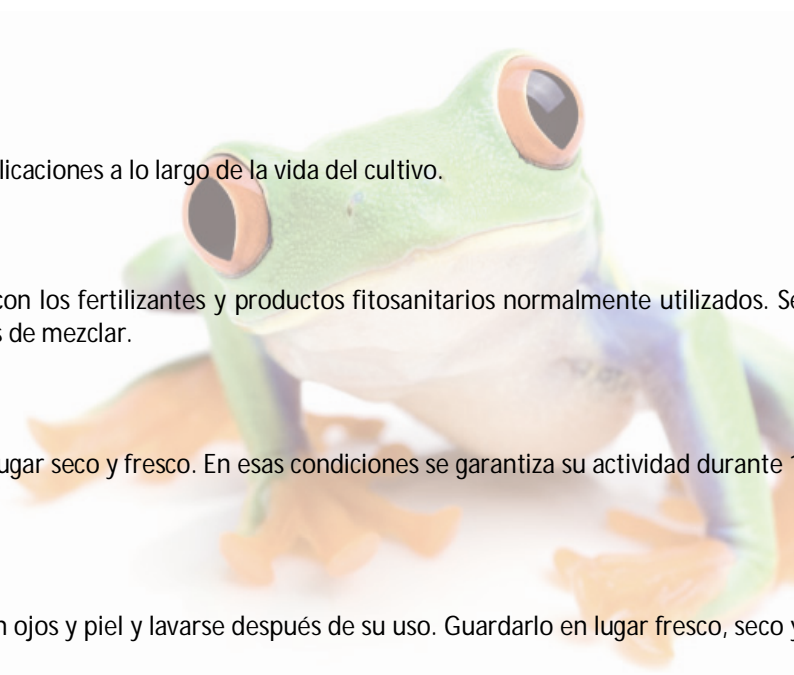 licaciones a lo largo de la vida del cultivo.
con los fertilizantes y productos fitosanitarios normalmente utilizados. Se
s de mezclar.
ugar seco y fresco. En esas condiciones se garantiza su actividad durante 1
n ojos y piel y lavarse después de su uso. Guardarlo en lugar fresco, seco y